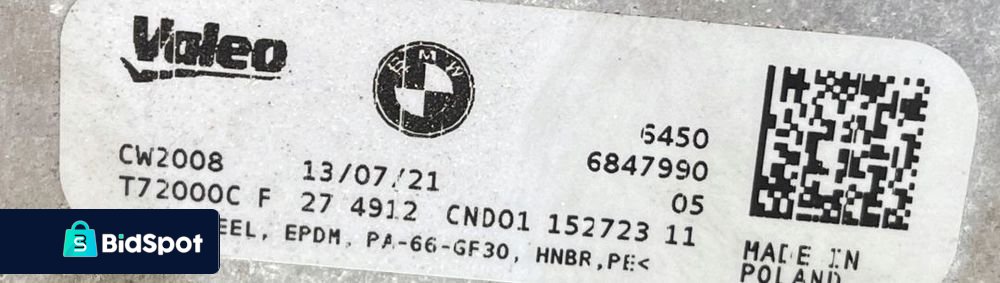 Valeo
BMW
6450
CW2008 13/07/21 6847990
T72000C F 27 4912 CND01 152723 11 05
EEL, EPDM, PA-66-GF30, HNBR,PE<
MADE IN
POLAND
BidSpot